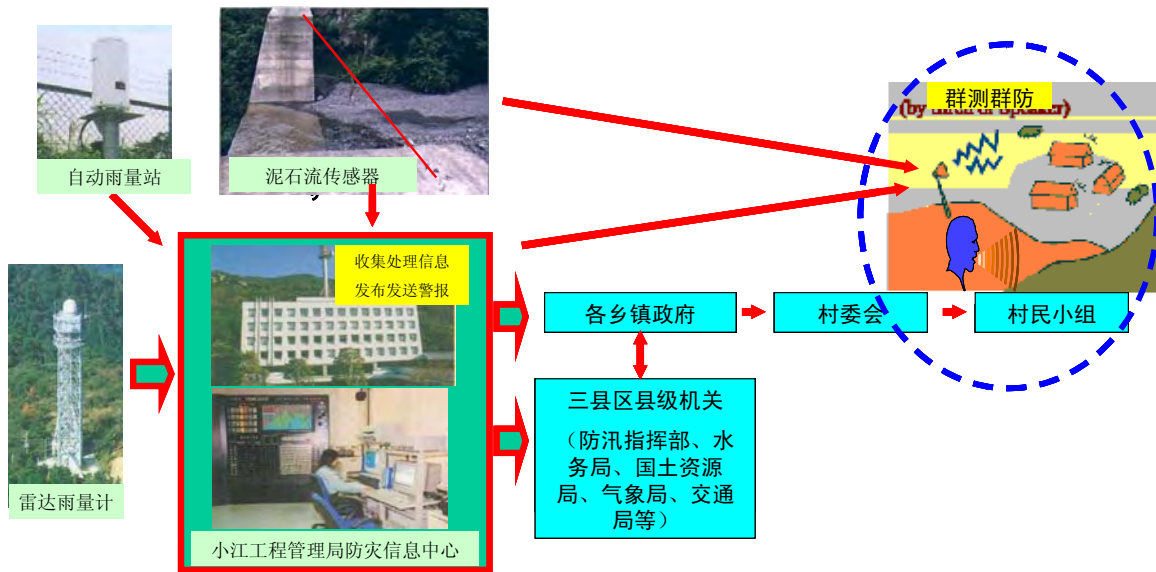 群测群防
(by
自动雨量站
泥石流传感器
收集处理信息
发布发送警报
各乡镇政府
村委会
村民小组
三县区县级机关
（防汛指挥部、水
务局、国土资源
局、气象局、交通
局等）
雷达雨量计
小江工程管理局防灾信息中心